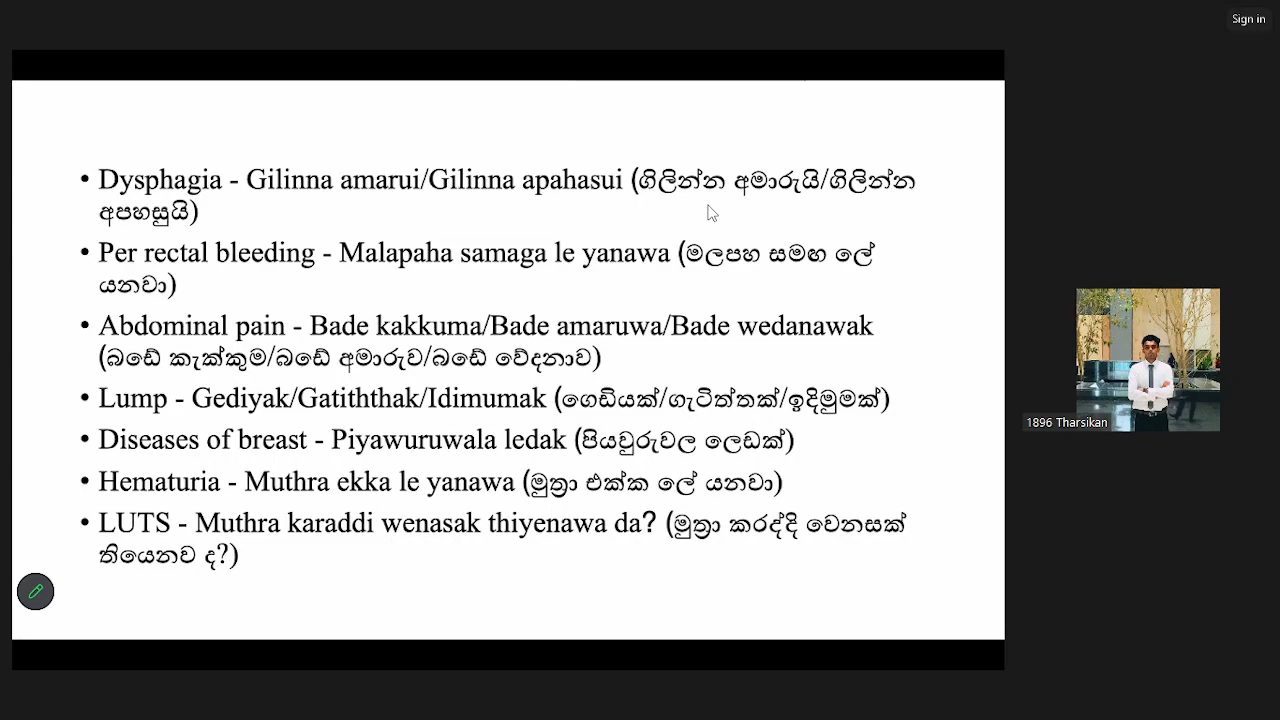 Sign in
• Dysphagia - Gilinna amarui/Gilinna apahasui (ගිලින්න අමාරුයි/ගිලින්න
අපහසුයි)
• Per rectal bleeding - Malapaha samaga le yanawa (මලපහ සමඟ ලේ
යනවා)
• Abdominal pain - Bade kakkuma/Bade amaruwa/Bade wedanawak
(බඩේ කැක්කුම/බඩේ අමාරුව/බඩේ වේදනාව)
• Lump - Gediyak/Gatiththak/Idimumak (ගෙඩියක්/ගැටිත්තක්/ඉදිමුමක්)
• Diseases of breast - Piyawuruwala ledak (පියවුරුවල ලෙඩක්)
• Hematuria - Muthra ekka le yanawa (මුත්‍රා එක්ක ලේ යනවා)
• LUTS - Muthra karaddi wenasak thiyenawa da? (මුත්‍රා කරද්දි වෙනසක්
තියෙනව ද?)
1896 Tharsikan